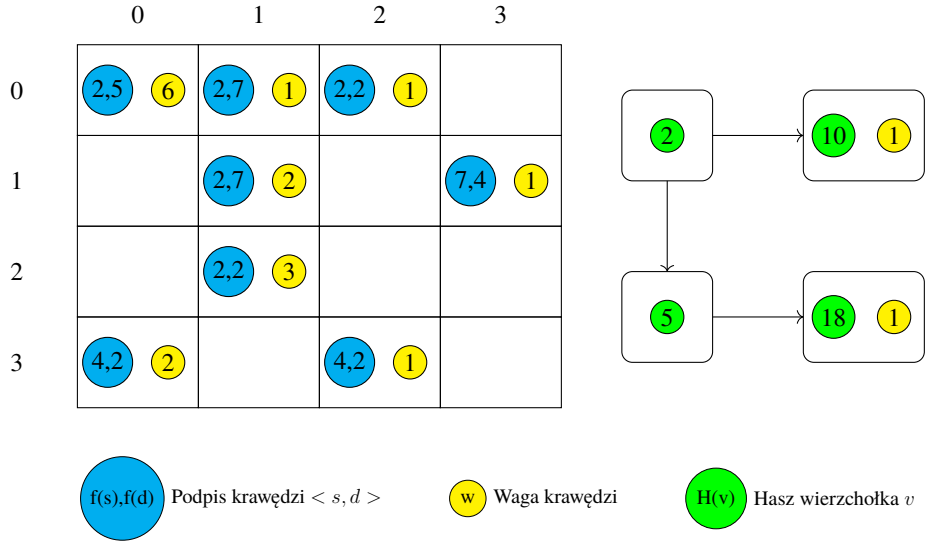 0 1 2 3
0 2,5 6 2,7 1 2,2 1
2 10 1
1 2,7 2 7,4 1
2 2,2 3
5 18 1
3 4,2 2 4,2 1
f(s),f(d) Podpis krawędzi < s, d > w Waga krawędzi H(v) Hasz wierzchołka v